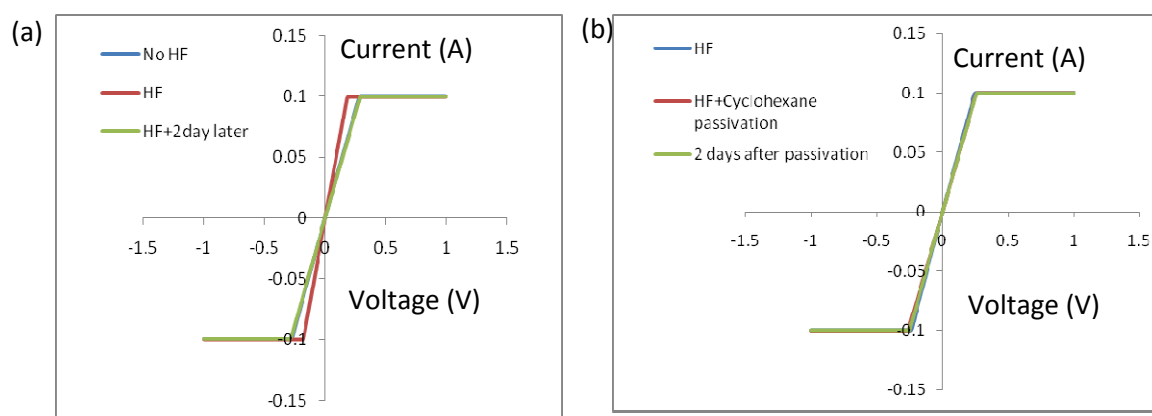 (a)
No HF
HF
HF+2day later
Current (A)
0.15
0.1
0.05
0
-1.5 -1 -0.5 0 0.5 1 1.5
-0.05
Voltage (V)
-0.1
-0.15
(b)
HF
HF+Cyclohexane
passivation
2 days after passivation
Current (A)
0.15
0.1
0.05
0
-1.5 -1 -0.5 0 0.5 1 1.5
-0.05
Voltage (V)
-0.1
-0.15